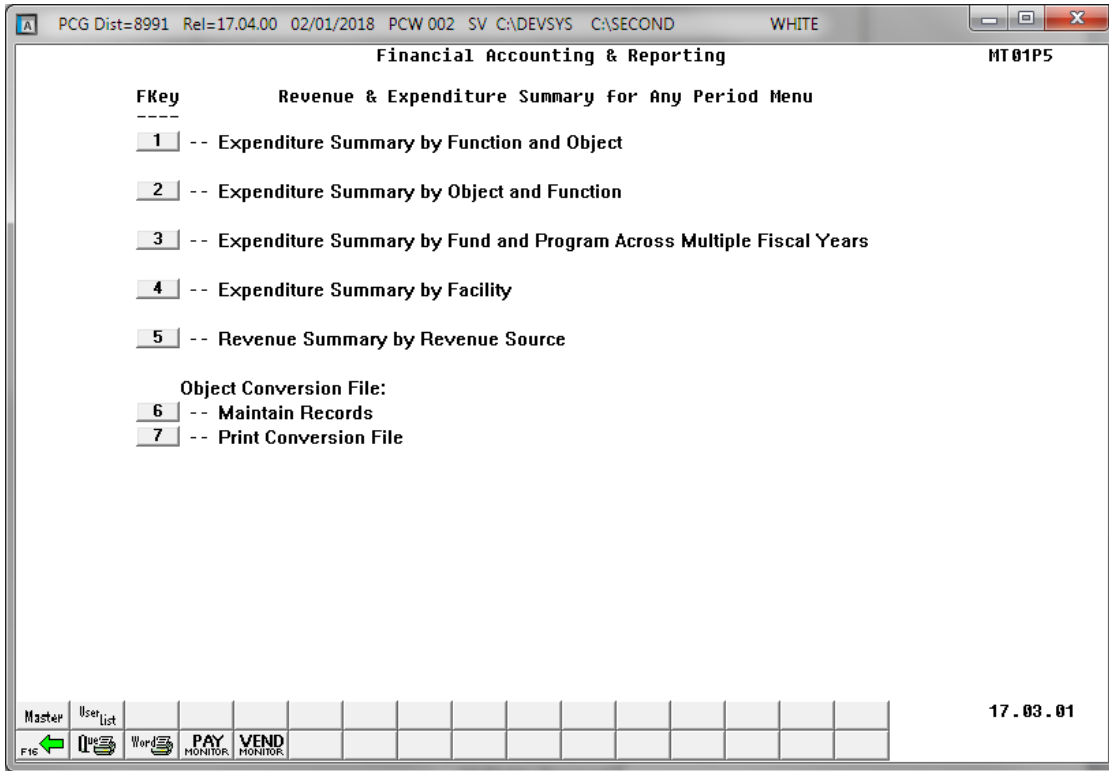 A PCG Dist=8991 Rel=17.04.00 02/01/2018 PCW 002 SV C:\DEVSYS C:\SECOND WHITE
Financial Accounting & Reporting MT01P5
FKey Revenue & Expenditure Summary for Any Period Menu
----
1 -- Expenditure Summary by Function and Object
2 -- Expenditure Summary by Object and Function
3 -- Expenditure Summary by Fund and Program Across Multiple Fiscal Years
4 -- Expenditure Summary by Facility
5 -- Revenue Summary by Revenue Source
Object Conversion File:
6 -- Maintain Records
7 -- Print Conversion File
Master User List 17.03.01
F16 Que Word PAY MONITOR VEND MONITOR